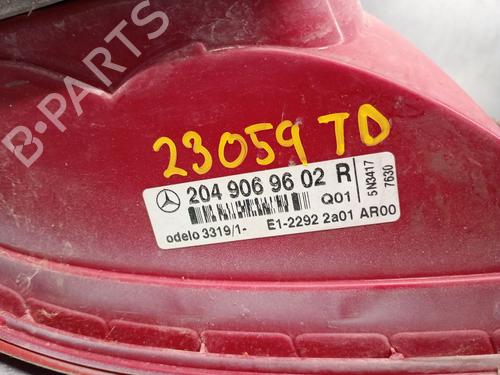 B-PARTS
23059 TD
204 906 96 02 R
Q01
5N3417
7630
odelo 3319/1-
E1-2292 2a01 AR00